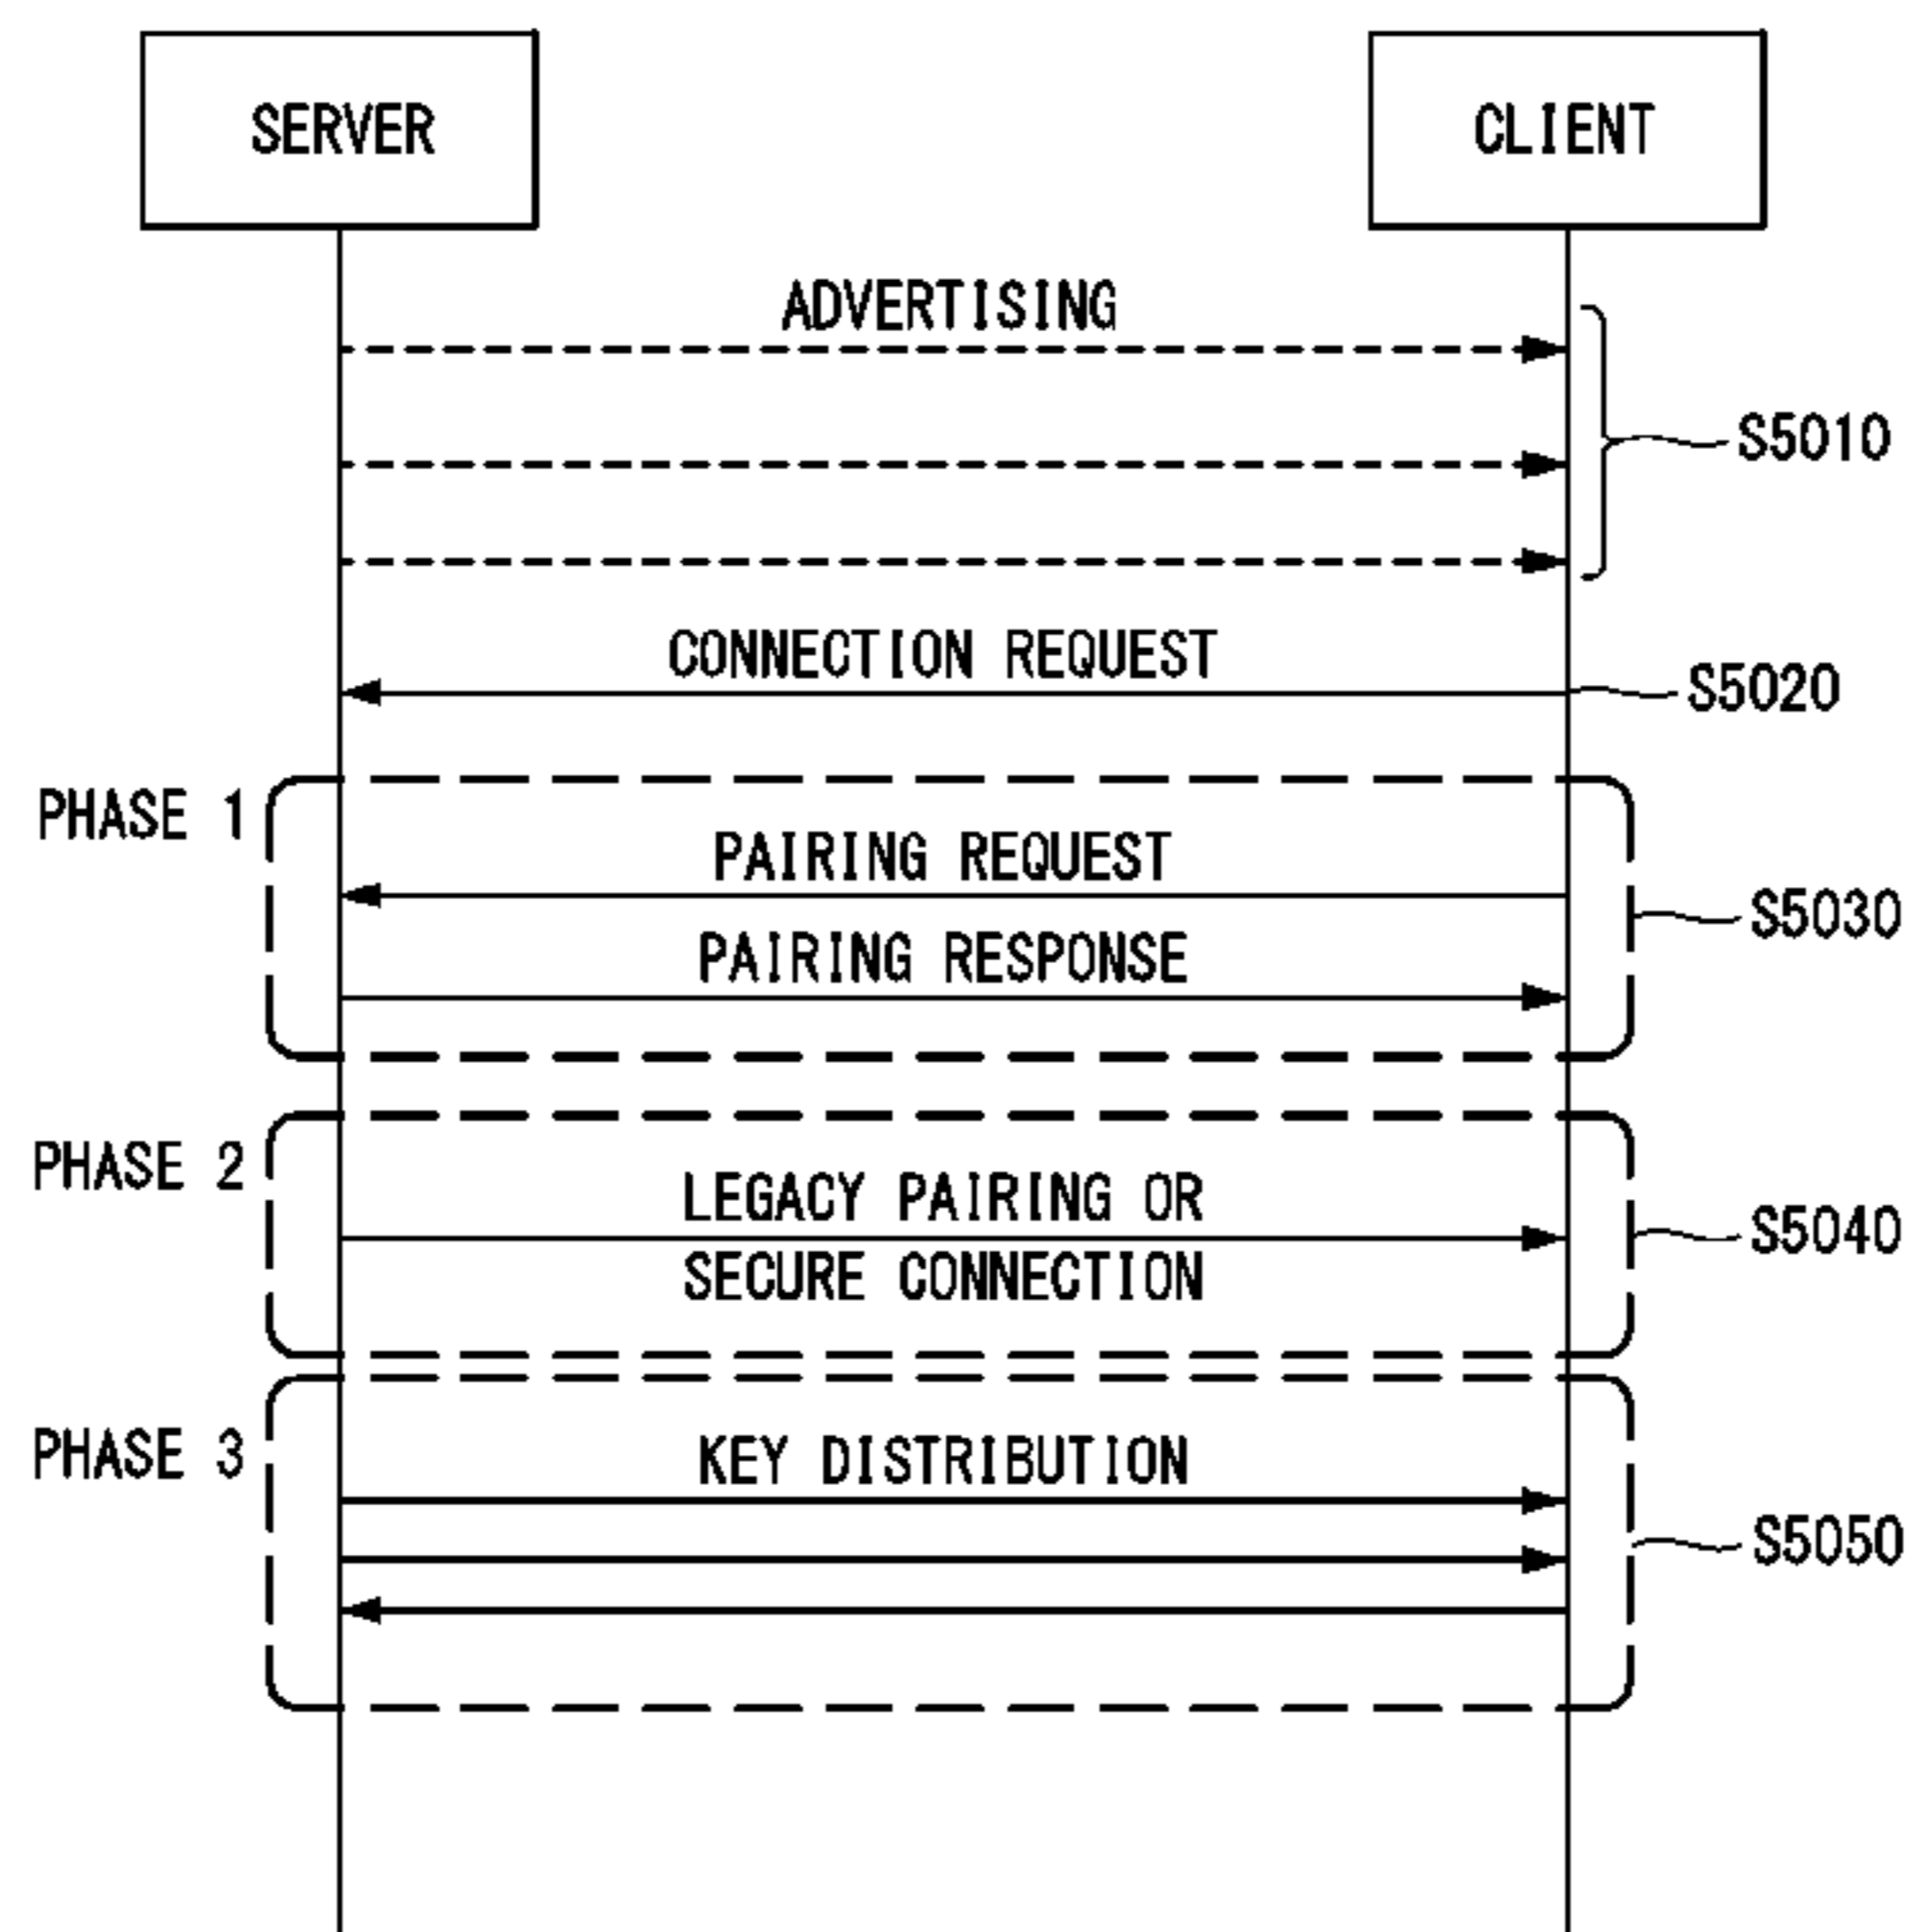 SERVER
CLIENT
ADVERTISING
S5010
CONNECTION REQUEST
S5020
PHASE 1
PAIRING REQUEST
S5030
PAIRING RESPONSE
PHASE 2
LEGACY PAIRING OR
S5040
SECURE CONNECTION
PHASE 3
KEY DISTRIBUTION
S5050